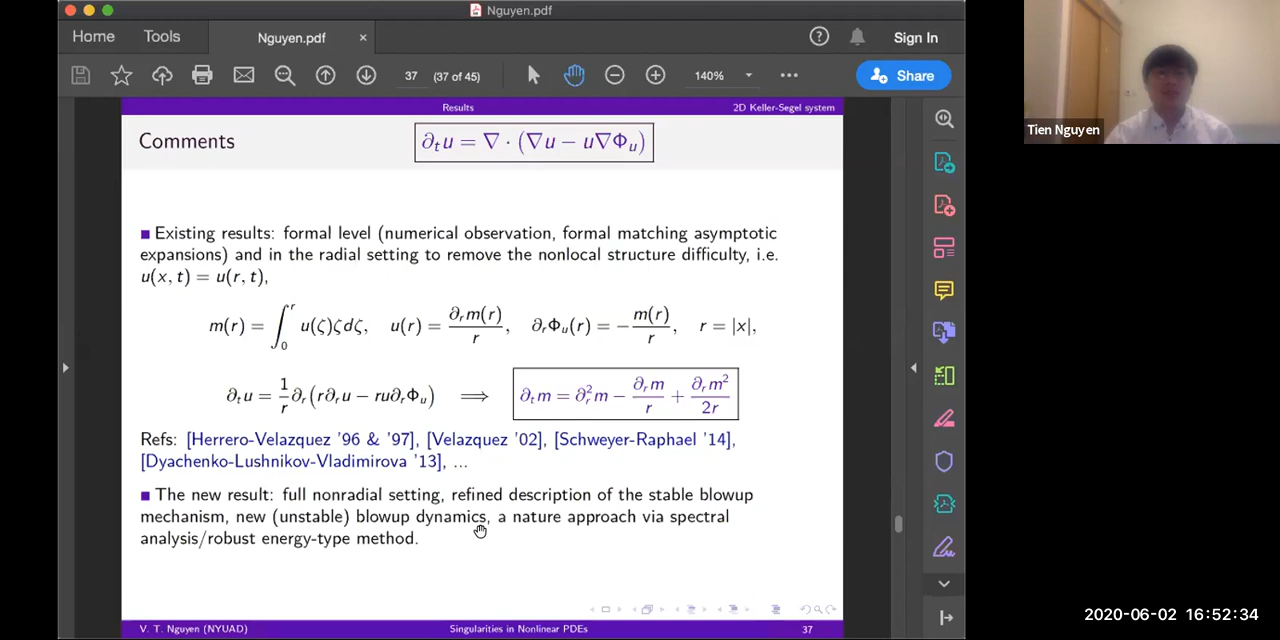 Nguyen.pdf
Home Tools Nguyen.pdf × Sign In
37 (37 of 45) 140% Share
Results 2D Keller-Segel system
Comments ∂ₜu = ∇ · (∇u − u∇Φᵤ)
Existing results: formal level (numerical observation, formal matching asymptotic
expansions) and in the radial setting to remove the nonlocal structure difficulty, i.e.
u(x, t) = u(r, t),
m(r) = ∫₀ʳ u(ζ)ζdζ, u(r) = ∂ᵣm(r)/r, ∂ᵣΦᵤ(r) = −m(r)/r, r = |x|,
∂ₜu = 1/r ∂ᵣ(r∂ᵣu − ru∂ᵣΦᵤ) ⟹ ∂ₜm = ∂ᵣ²m − ∂ᵣm/r + ∂ᵣm²/2r
Refs: [Herrero-Velazquez '96 & '97], [Velazquez '02], [Schweyer-Raphael '14],
[Dyachenko-Lushnikov-Vladimirova '13], ...
The new result: full nonradial setting, refined description of the stable blowup
mechanism, new (unstable) blowup dynamics, a nature approach via spectral
analysis/robust energy-type method.
V. T. Nguyen (NYUAD) Singularities in Nonlinear PDEs 37
Tien Nguyen
2020-06-02 16:52:34